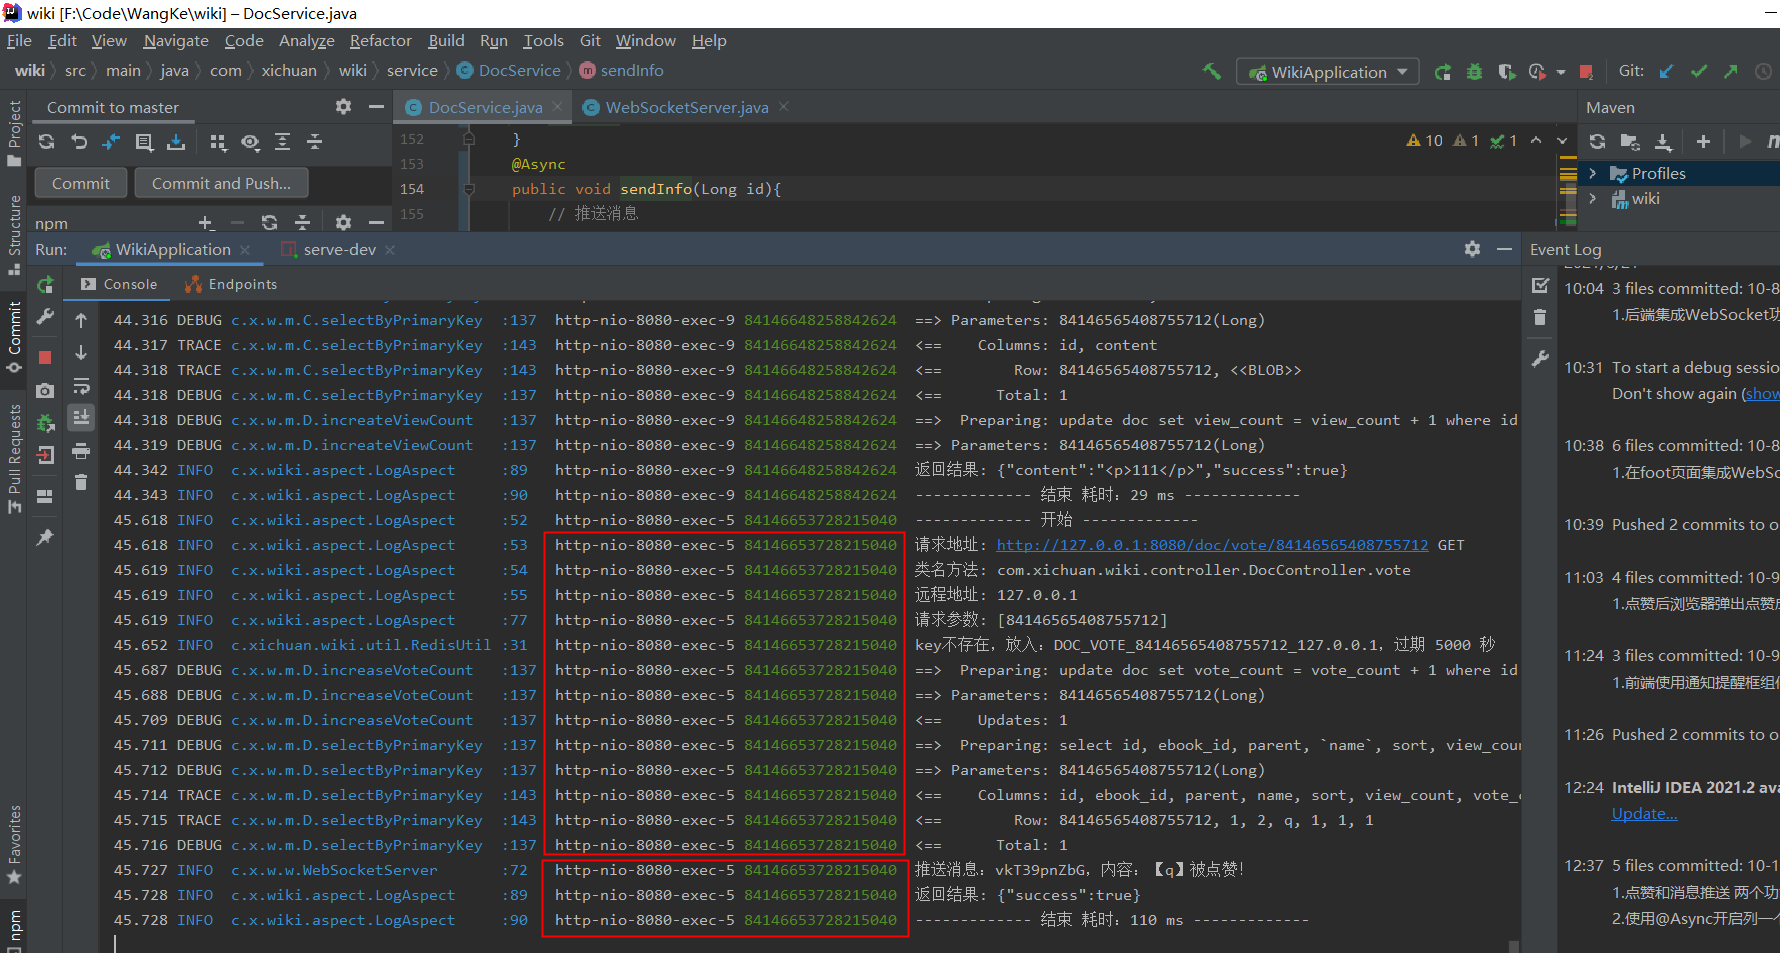 wiki [F:\Code\WangKe\wiki] – DocService.java
File Edit View Navigate Code Analyze Refactor Build Run Tools Git Window Help
wiki src main java com xichuan wiki service DocService sendInfo
WikiApplication
Git:
Commit to master
DocService.java
WebSocketServer.java
Maven
Project
Structure
Commit
Pull Requests
Favorites
npm
Commit
Commit and Push...
npm
152 }
153 @Async
154 public void sendInfo(Long id){
155 // 推送消息
10 1 1
Profiles
wiki
Run: WikiApplication serve-dev
Console Endpoints
44.316 DEBUG c.x.w.m.C.selectByPrimaryKey :137 http-nio-8080-exec-9 84146648258842624 ==> Parameters: 84146565408755712(Long)
44.317 TRACE c.x.w.m.C.selectByPrimaryKey :143 http-nio-8080-exec-9 84146648258842624 <== Columns: id, content
44.318 TRACE c.x.w.m.C.selectByPrimaryKey :143 http-nio-8080-exec-9 84146648258842624 <== Row: 84146565408755712, <<BLOB>>
44.318 DEBUG c.x.w.m.C.selectByPrimaryKey :137 http-nio-8080-exec-9 84146648258842624 <== Total: 1
44.318 DEBUG c.x.w.m.D.increateViewCount :137 http-nio-8080-exec-9 84146648258842624 ==> Preparing: update doc set view_count = view_count + 1 where id
44.319 DEBUG c.x.w.m.D.increateViewCount :137 http-nio-8080-exec-9 84146648258842624 ==> Parameters: 84146565408755712(Long)
44.342 INFO c.x.wiki.aspect.LogAspect :89 http-nio-8080-exec-9 84146648258842624 返回结果: {"content":"<p>111</p>","success":true}
44.343 INFO c.x.wiki.aspect.LogAspect :90 http-nio-8080-exec-9 84146648258842624 ------------- 结束 耗时：29 ms -------------
45.618 INFO c.x.wiki.aspect.LogAspect :52 http-nio-8080-exec-5 84146653728215040 ------------- 开始 -------------
45.618 INFO c.x.wiki.aspect.LogAspect :53 http-nio-8080-exec-5 84146653728215040 请求地址: http://127.0.0.1:8080/doc/vote/84146565408755712 GET
45.619 INFO c.x.wiki.aspect.LogAspect :54 http-nio-8080-exec-5 84146653728215040 类名方法: com.xichuan.wiki.controller.DocController.vote
45.619 INFO c.x.wiki.aspect.LogAspect :55 http-nio-8080-exec-5 84146653728215040 远程地址: 127.0.0.1
45.619 INFO c.x.wiki.aspect.LogAspect :77 http-nio-8080-exec-5 84146653728215040 请求参数: [84146565408755712]
45.652 INFO c.xichuan.wiki.util.RedisUtil :31 http-nio-8080-exec-5 84146653728215040 key不存在，放入：DOC_VOTE_84146565408755712_127.0.0.1，过期 5000 秒
45.687 DEBUG c.x.w.m.D.increaseVoteCount :137 http-nio-8080-exec-5 84146653728215040 ==> Preparing: update doc set vote_count = vote_count + 1 where id
45.688 DEBUG c.x.w.m.D.increaseVoteCount :137 http-nio-8080-exec-5 84146653728215040 ==> Parameters: 84146565408755712(Long)
45.709 DEBUG c.x.w.m.D.increaseVoteCount :137 http-nio-8080-exec-5 84146653728215040 <== Updates: 1
45.711 DEBUG c.x.w.m.D.selectByPrimaryKey :137 http-nio-8080-exec-5 84146653728215040 ==> Preparing: select id, ebook_id, parent, `name`, sort, view_coun
45.712 DEBUG c.x.w.m.D.selectByPrimaryKey :137 http-nio-8080-exec-5 84146653728215040 ==> Parameters: 84146565408755712(Long)
45.714 TRACE c.x.w.m.D.selectByPrimaryKey :143 http-nio-8080-exec-5 84146653728215040 <== Columns: id, ebook_id, parent, name, sort, view_count, vote_c
45.715 TRACE c.x.w.m.D.selectByPrimaryKey :143 http-nio-8080-exec-5 84146653728215040 <== Row: 84146565408755712, 1, 2, q, 1, 1, 1
45.716 DEBUG c.x.w.m.D.selectByPrimaryKey :137 http-nio-8080-exec-5 84146653728215040 <== Total: 1
45.727 INFO c.x.w.w.WebSocketServer :72 http-nio-8080-exec-5 84146653728215040 推送消息：vkT39pnZbG，内容：【q】被点赞！
45.728 INFO c.x.wiki.aspect.LogAspect :89 http-nio-8080-exec-5 84146653728215040 返回结果: {"success":true}
45.728 INFO c.x.wiki.aspect.LogAspect :90 http-nio-8080-exec-5 84146653728215040 ------------- 结束 耗时：110 ms -------------
Event Log
10:04 3 files committed: 10-8
1.后端集成WebSocket功
10:31 To start a debug sessio
Don't show again (show
10:38 6 files committed: 10-8
1.在foot页面集成WebSo
10:39 Pushed 2 commits to o
11:03 4 files committed: 10-9
1.点赞后浏览器弹出点赞成
11:24 3 files committed: 10-9
1.前端使用通知提醒框组件
11:26 Pushed 2 commits to o
12:24 IntelliJ IDEA 2021.2 ava
Update...
12:37 5 files committed: 10-1
1.点赞和消息推送 两个功
2.使用@Async开启列一个